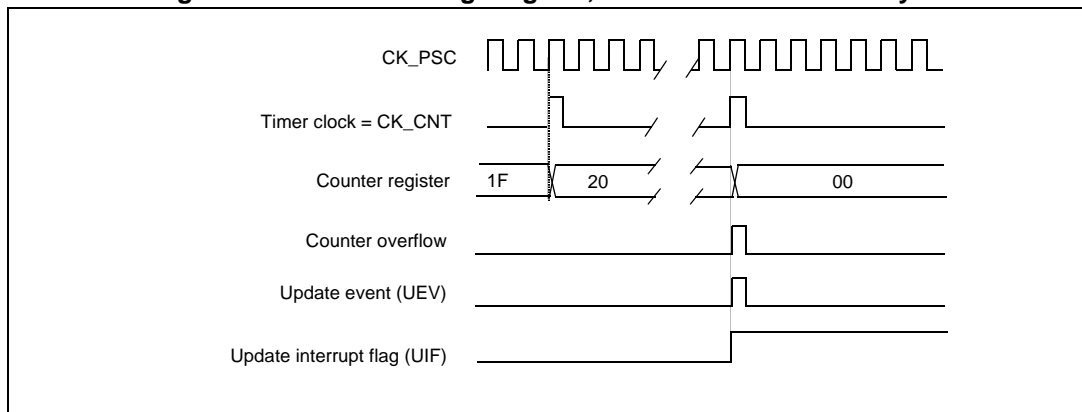 CK_PSC
Timer clock = CK_CNT
Counter register 1F 20 00
Counter overflow
Update event (UEV)
Update interrupt flag (UIF)